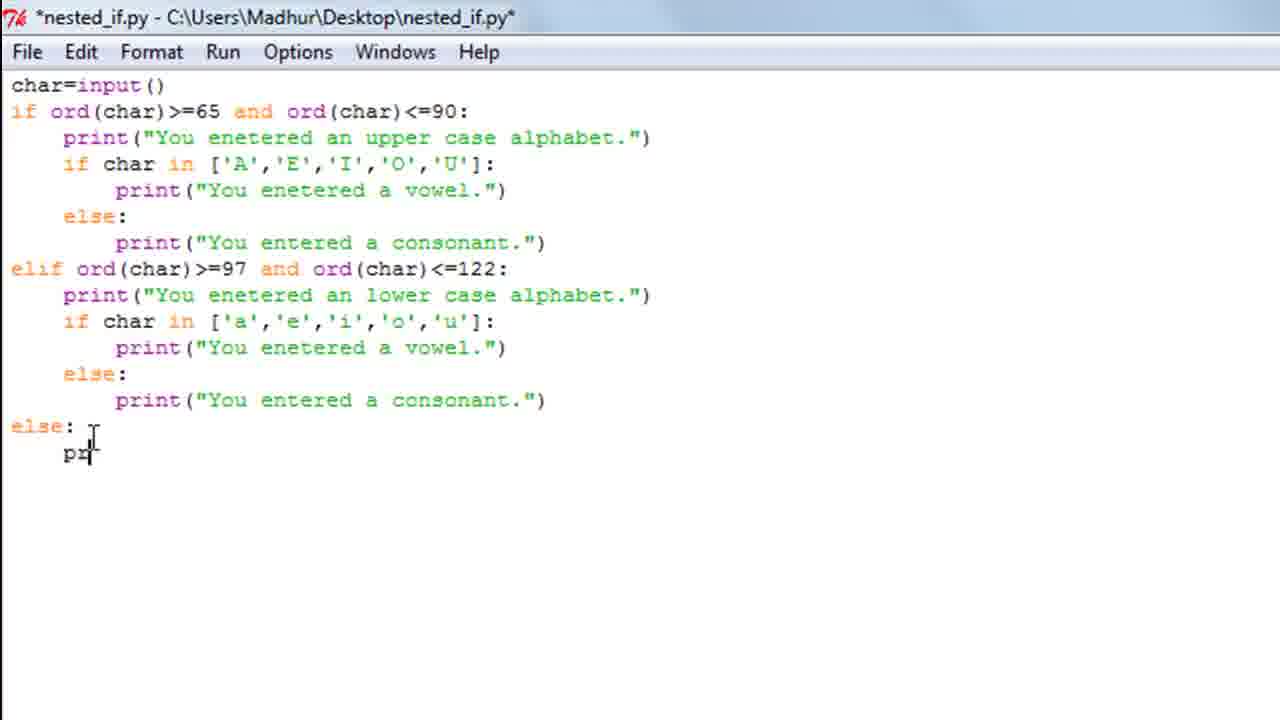 *nested_if.py - C:\Users\Madhur\Desktop\nested_if.py*
File Edit Format Run Options Windows Help
char=input()
if ord(char)>=65 and ord(char)<=90:
    print("You enetered an upper case alphabet.")
    if char in ['A','E','I','O','U']:
        print("You enetered a vowel.")
    else:
        print("You entered a consonant.")
elif ord(char)>=97 and ord(char)<=122:
    print("You enetered an lower case alphabet.")
    if char in ['a','e','i','o','u']:
        print("You enetered a vowel.")
    else:
        print("You entered a consonant.")
else:
    pr